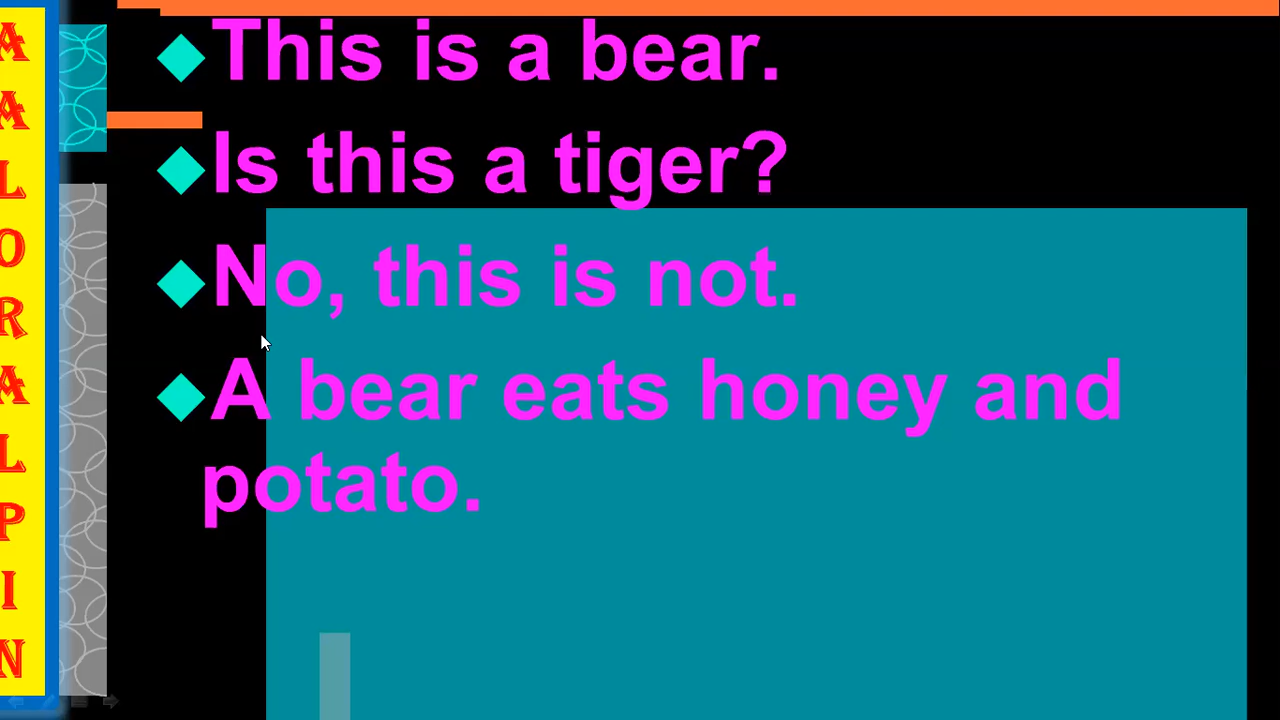 This is a bear.
Is this a tiger?
No, this is not.
A bear eats honey and
potato.
A
A
L
O
R
A
L
P
I
N